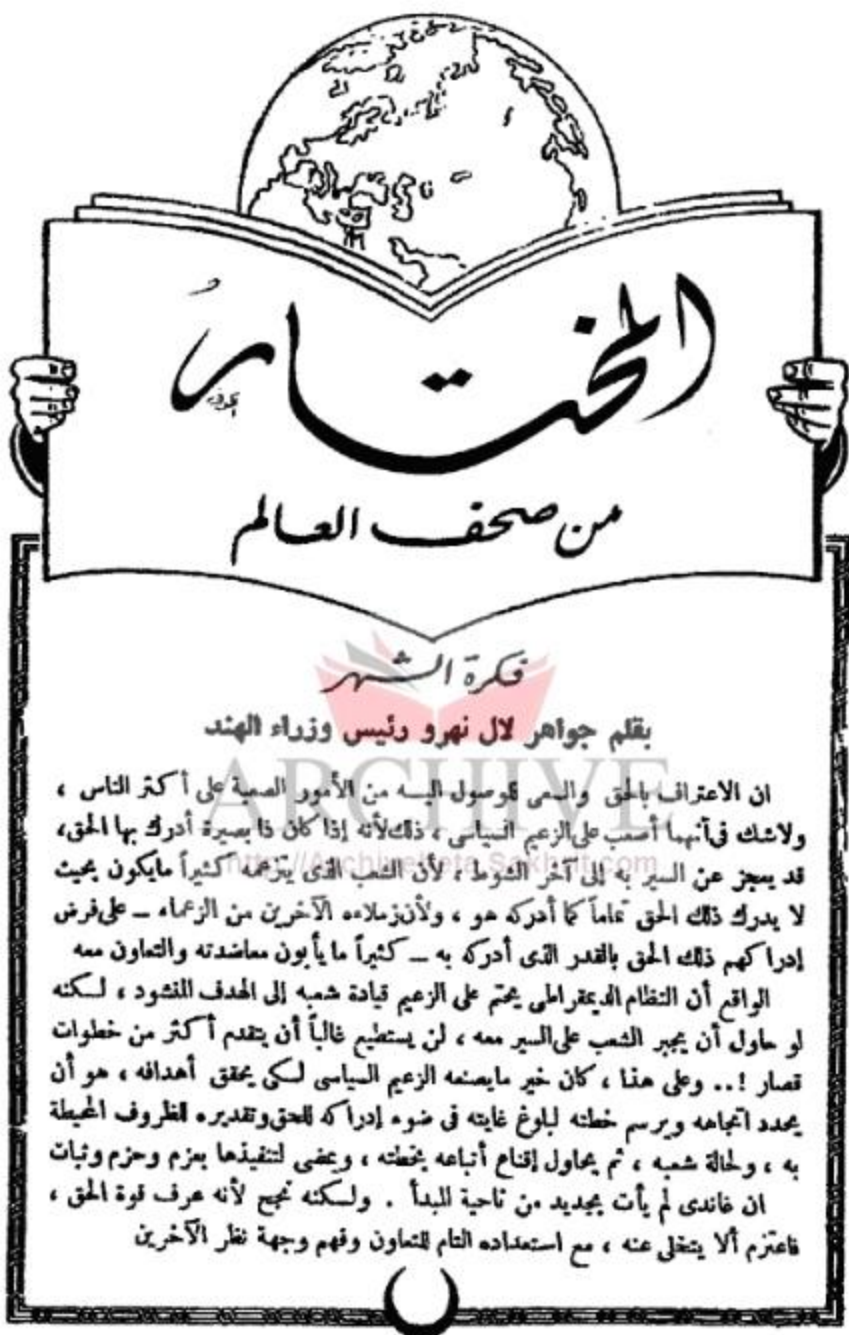 المختارُ
من صحف العالم
فكرة الشهر
بقلم جواهر لال نهرو رئيس وزراء الهند
ARCHIVE
http://Archivebeta.Sakhrit.com
ان الاعتراف بالحق والسعى للوصول اليه من الأمور الصعبة على أكثر الناس ،
ولاشك فى أنهما أصعب على الزعيم السياسى ، ذلك لأنه إذا كان ذا بصيرة أدرك بها الحق،
قد يعجز عن السير به إلى آخر الشوط ، لأن الشعب الذى يتزعمه كثيراً مايكون بحيث
لا يدرك ذلك الحق تماماً كما أدركه هو ، ولأن زملاءه الآخرين من الزعماء – على فرض
إدراكهم ذلك الحق بالقدر الذى أدركه به – كثيراً ما يأبون معاضدته والتعاون معه
الواقع أن النظام الديمقراطى يحتم على الزعيم قيادة شعبه إلى الهدف المنشود ، لكنه
لو حاول أن يجبر الشعب على السير معه ، لن يستطيع غالباً أن يتقدم أكثر من خطوات
قصار !.. وعلى هذا ، كان خير مايصنعه الزعيم السياسى لكى يحقق أهدافه ، هو أن
يحدد اتجاهه ويرسم خطته لبلوغ غايته فى ضوء إدراكه للحق وتقديره للظروف المحيطة
به ، ولحالة شعبه ، ثم يحاول إقناع أتباعه بخطته ، ويمضى لتنفيذها بعزم وحزم وثبات
ان غاندى لم يأت بجديد من ناحية المبدأ . ولكنه نجح لأنه عرف قوة الحق ،
فاعتزم ألا يتخلى عنه ، مع استعداده التام للتعاون وفهم وجهة نظر الآخرين